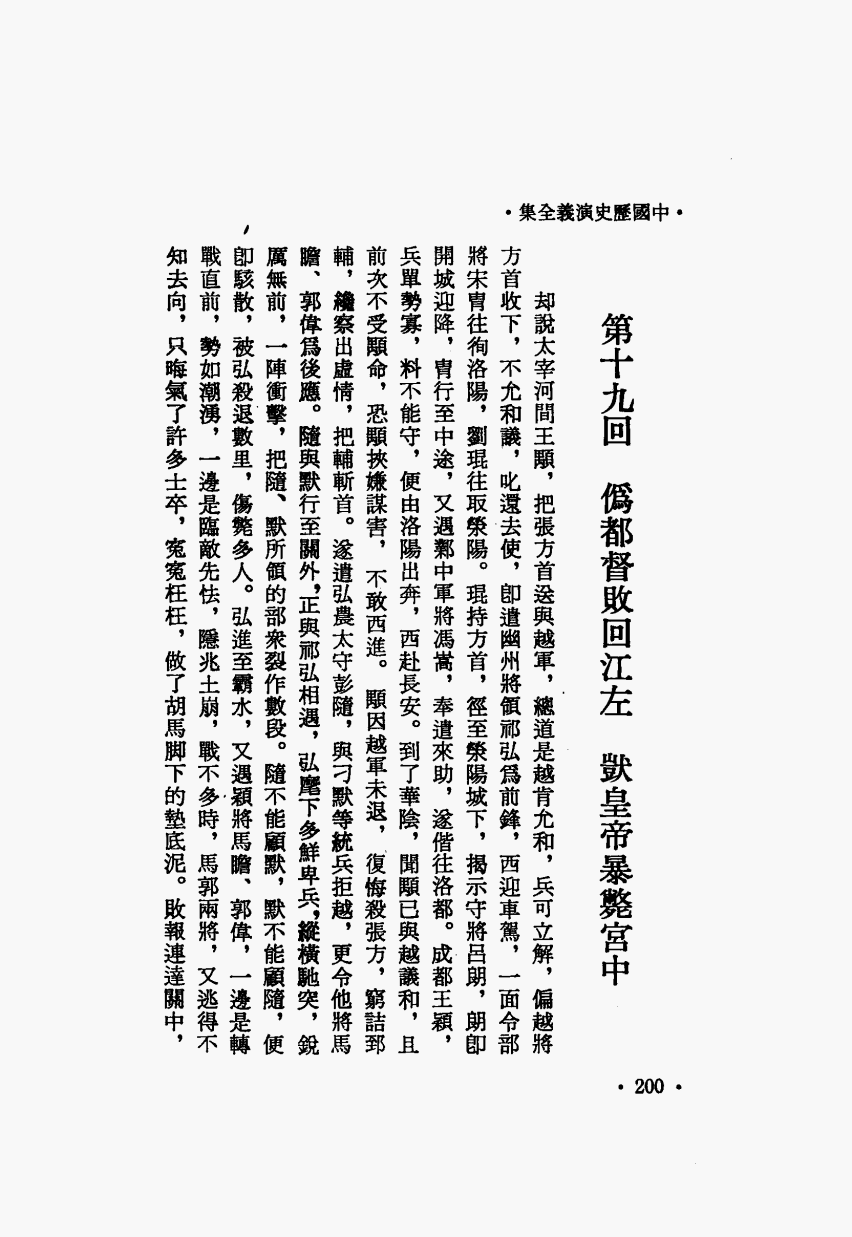 ·中國歷史演義全集·
第十九回　僞都督敗回江左　獃皇帝暴斃宮中
却說太宰河間王顒，把張方首送與越軍，總道是越肯允和，兵可立解，偏越將
方首收下，不允和議，叱還去使，卽遣幽州將領祁弘爲前鋒，西迎車駕，一面令部
將宋冑往徇洛陽，劉琨往取滎陽。琨持方首，徑至滎陽城下，揭示守將呂朗，朗卽
開城迎降，冑行至中途，又遇鄴中軍將馮嵩，奉遣來助，遂偕往洛都。成都王穎，
兵單勢寡，料不能守，便由洛陽出奔，西赴長安。到了華陰，聞顒已與越議和，且
前次不受顒命，恐顒挾嫌謀害，不敢西進。顒因越軍未退，復悔殺張方，窮詰郅
輔，纔察出虛情，把輔斬首。遂遣弘農太守彭隨，與刁默等統兵拒越，更令他將馬
瞻、郭偉爲後應。隨與默行至關外，正與祁弘相遇，弘麾下多鮮卑兵，縱橫馳突，銳
厲無前，一陣衝擊，把隨、默所領的部衆裂作數段。隨不能顧默，默不能顧隨，便
卽駭散，被弘殺退數里，傷斃多人。弘進至霸水，又遇穎將馬瞻、郭偉，一邊是轉
戰直前，勢如潮湧，一邊是臨敵先怯，隱兆土崩，戰不多時，馬郭兩將，又逃得不
知去向，只晦氣了許多士卒，寃寃枉枉，做了胡馬脚下的墊底泥。敗報連達關中，
·200·